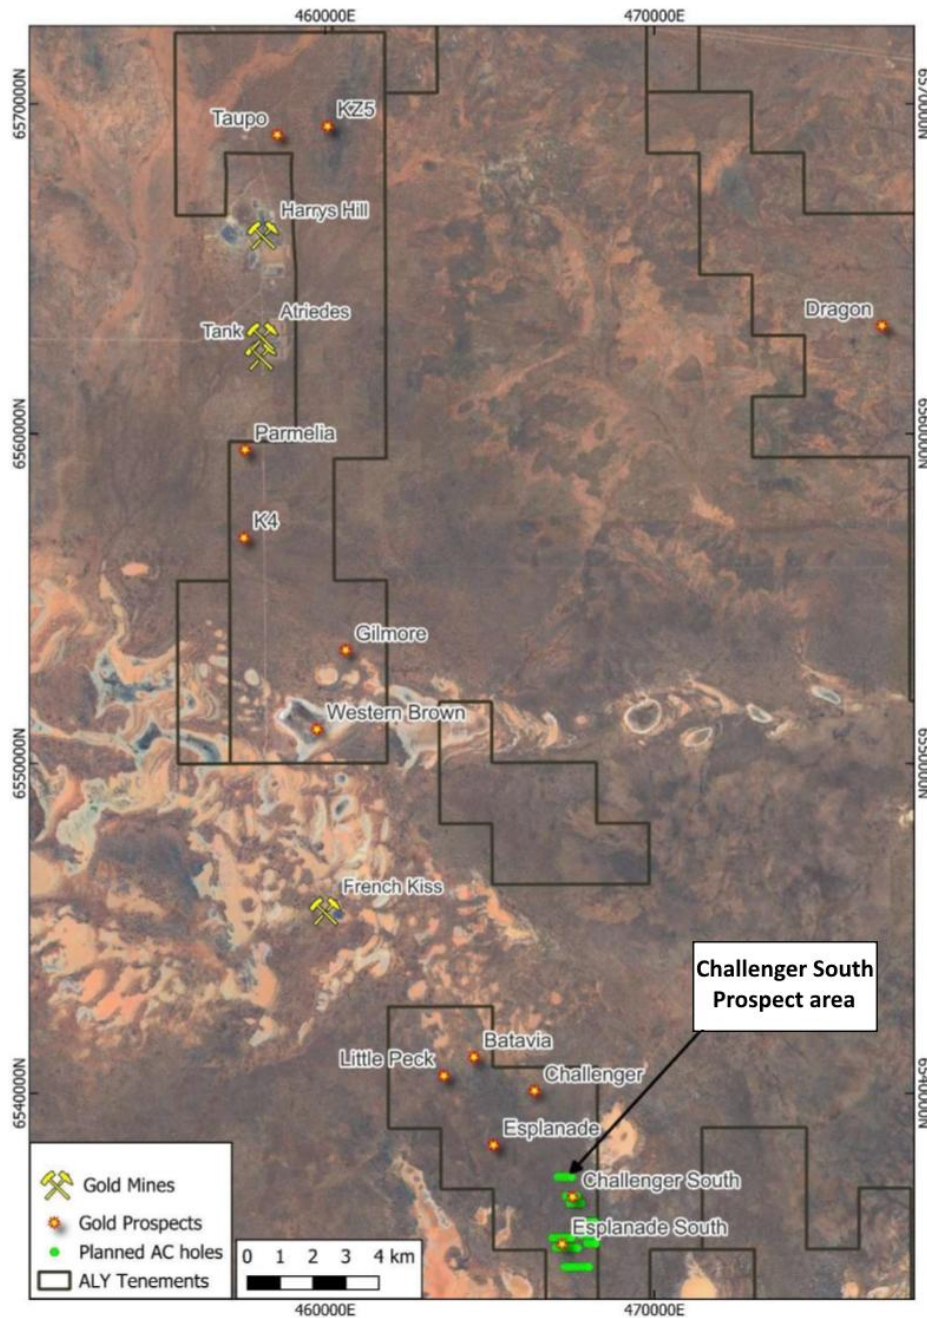 460000E
470000E
6570000N
6570000N
KZ5
Taupo
Harrys Hill
Atriedes
Tank
Dragon
6560000N
6560000N
Parmelia
K4
Gilmore
Western Brown
6550000N
6550000N
French Kiss
Challenger South
Prospect area
Batavia
Little Peck
Challenger
6540000N
6540000N
Esplanade
Challenger South
Esplanade South
Gold Mines
Gold Prospects
Planned AC holes
ALY Tenements
0 1 2 3 4 km
460000E
470000E